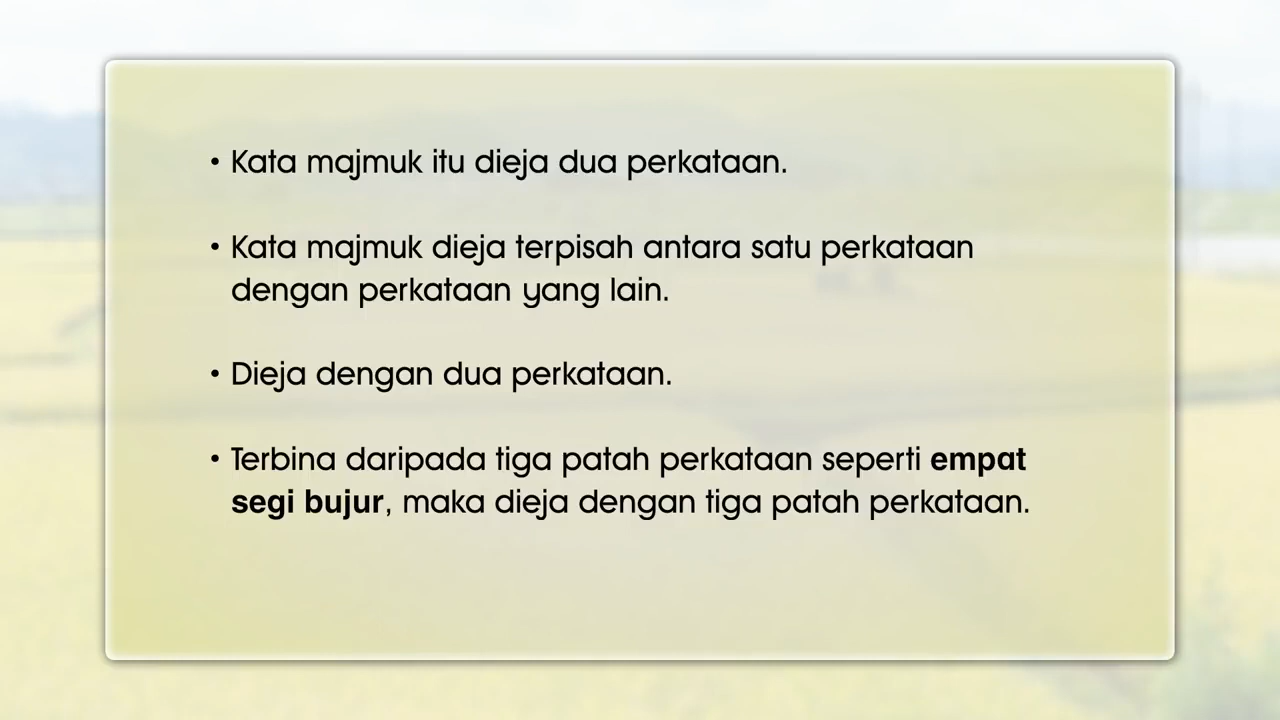 • Kata majmuk itu dieja dua perkataan.
• Kata majmuk dieja terpisah antara satu perkataan
dengan perkataan yang lain.
• Dieja dengan dua perkataan.
• Terbina daripada tiga patah perkataan seperti empat
segi bujur, maka dieja dengan tiga patah perkataan.